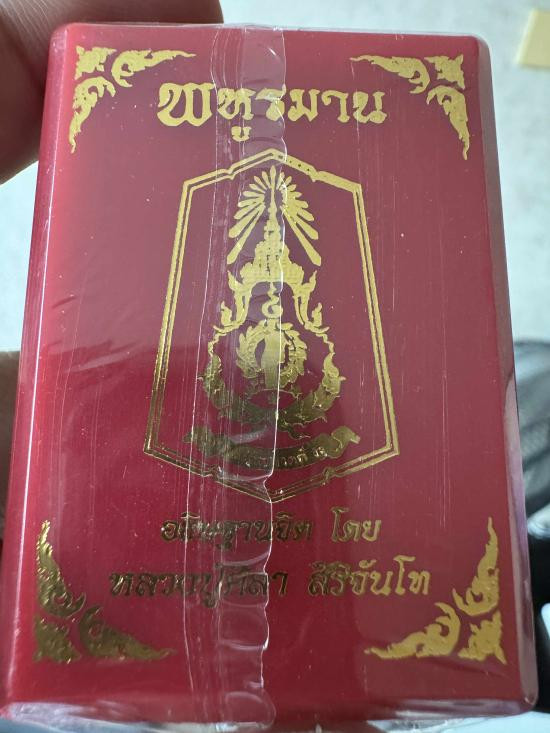 พหูรมาน
อธิษฐานจิต โดย
หลวงปู่ศิลา สิริจันโท